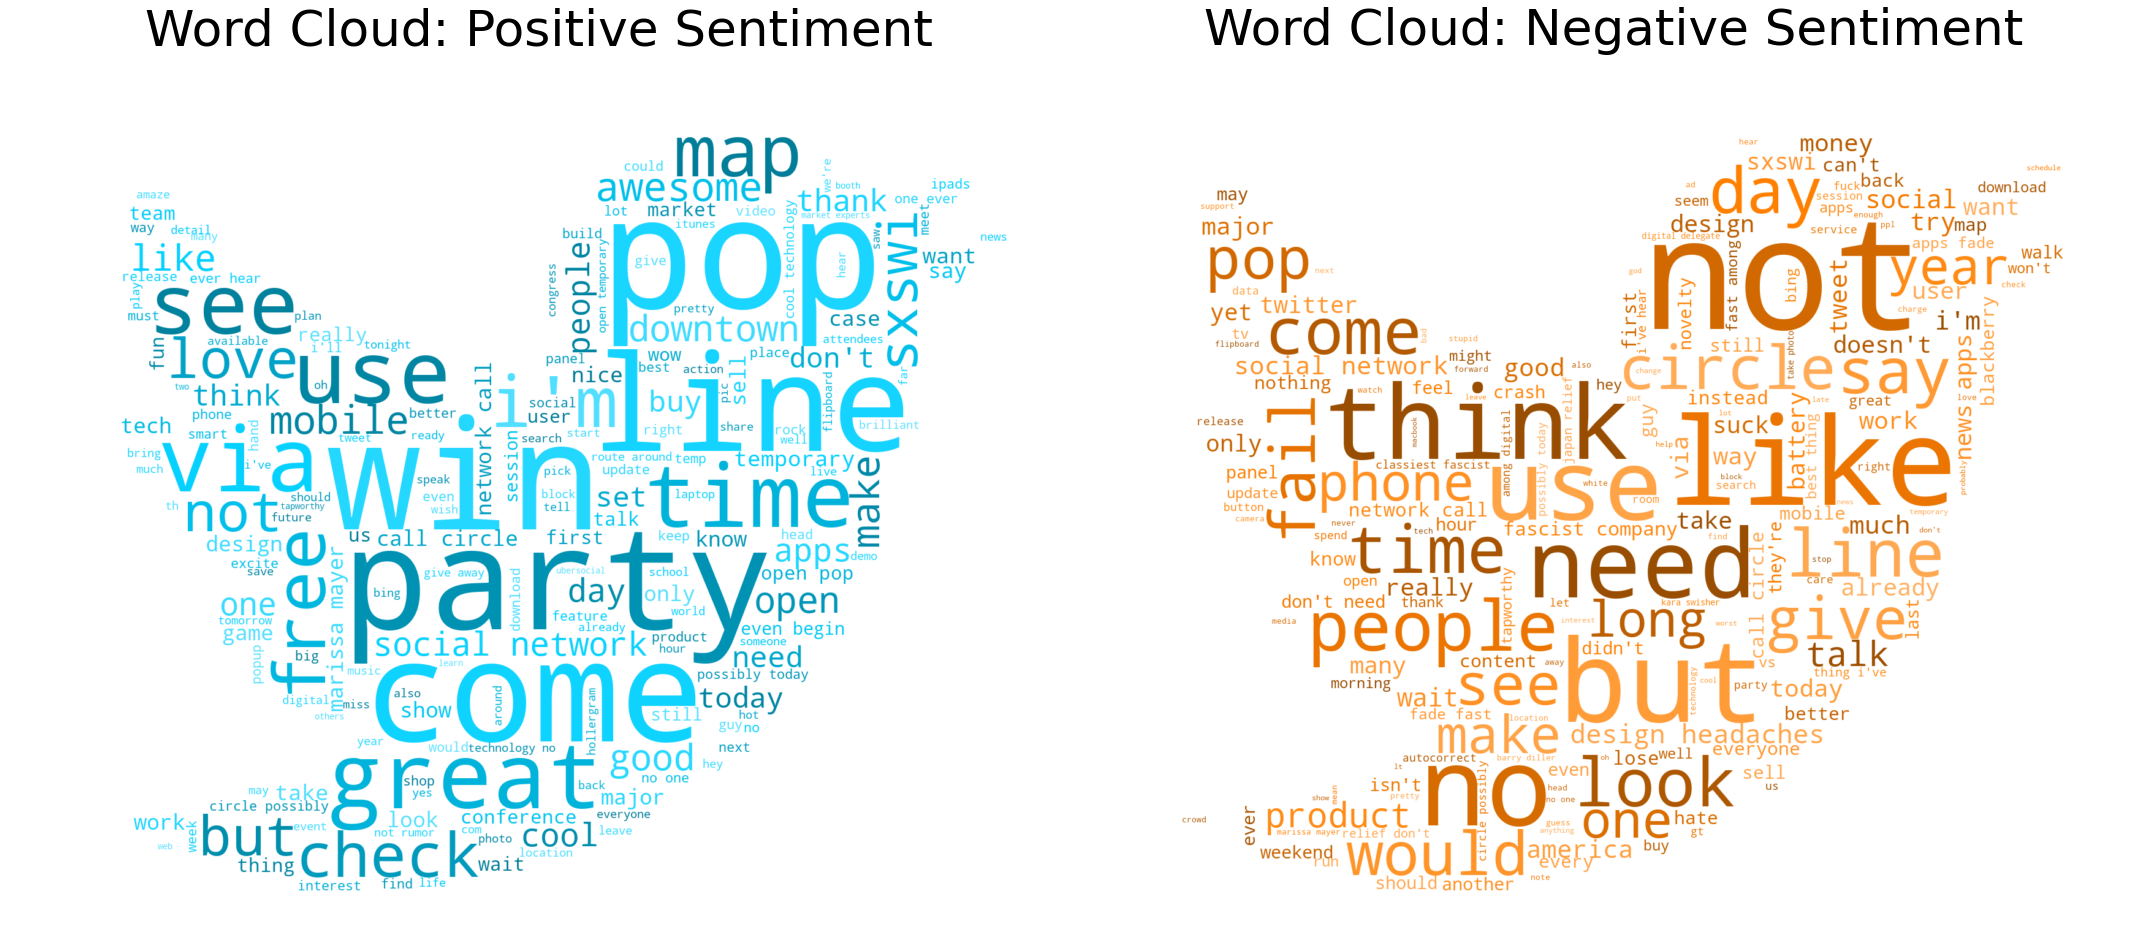 Word Cloud: Positive Sentiment
map
could
we're
booth
awesome
thank
one ever
ipads
amaze
team
way
detail
many
like
release
ever hear
lot
market
video
market experts
itunes
build
pop
sxswi
saw
meet
news
want
say
people
give
hear
cool technology
open temporary
congress
pretty
play
must
see
plan
fun
available
really
i'll
tonight
love
use
oh
two
think
downtown
case
attendees
panel
wow
place
don't
nice
best
action
sell
far
line
i'm
social
user
buy
pic
share
rock
well
flipboard
brilliant
right
start
search
mobile
better
phone
tech
smart
hand
tweet
ready
network call
session
bring
much
i've
via
win
speak
pick
route around
temp
update
temporary
live
even
wish
block
tell
set
talk
laptop
time
make
th
not
should
tapworthy
future
us
call circle
first
keep
know
head
apps
demo
design
excite
save
free
marissa mayer
party
give away
ubersocial
school
open pop
bing
download
day
only
world
open
feature
already
one
tomorrow
game
social network
product
hour
even begin
someone
need
popup
big
music
learn
possibly today
digital
others
miss
also
show
come
around
hollergram
still
today
hot
guy
no
year
would
technology no
good
next
hey
no one
great
shop
yes
back
major
everyone
may
take
circle possibly
event
look
not rumor
conference
com
photo
cool
leave
work
week
web
but
thing
check
wait
location
interest
find
life
Word Cloud: Negative Sentiment
hear
money
sxswi
can't
schedule
ad
seem
day
fuck
back
session
social
download
want
apps
enough
may
support
major
pop
next
design
service
ppl
try
map
digital delegate
apps fade
walk
won't
god
not
fast among
bing
tweet
year
user
check
charge
data
yet
twitter
tv
flipboard
come
bad
stupid
first
i've hear
novelty
i'm
still
take photo
doesn't
blackberry
apps
social network
nothing
watch
might
forward
good
also
feel
leave
crash
hey
circle
change
say
put
instead
late
great
love
lot
guy
fail
think
macbook
japan relief
suck
work
news
release
only
help
via
way
battery
best thing
like
right
probably
panel
update
button
camera
classiest fascist
among digital
possibly today
phone
use
white
room
block
search
network call
never
tech
hour
fascist company
take
mobile
news
temporary
much
don't
spend
know
time
find
circle
call
they're
line
stop
care
already
open
really
need
don't need
thank
media
tapworthy
let
kara swisher
interest
worst
long
give
last
people
didn't
many
content
away
vs
talk
thing i've
morning
see
but
technology
cool
party
today
wait
fade fast
location
better
make
design headaches
everyone
autocorrect
barry diller
oh
lose
well
lt
isn't
pretty
no
even
head
no one
look
sell
us
show
mean
product
marissa mayer
relief don't
circle possibly
guess
anything
one
hate
gt
crowd
ever
weekend
run
would
america
every
buy
should
another
note